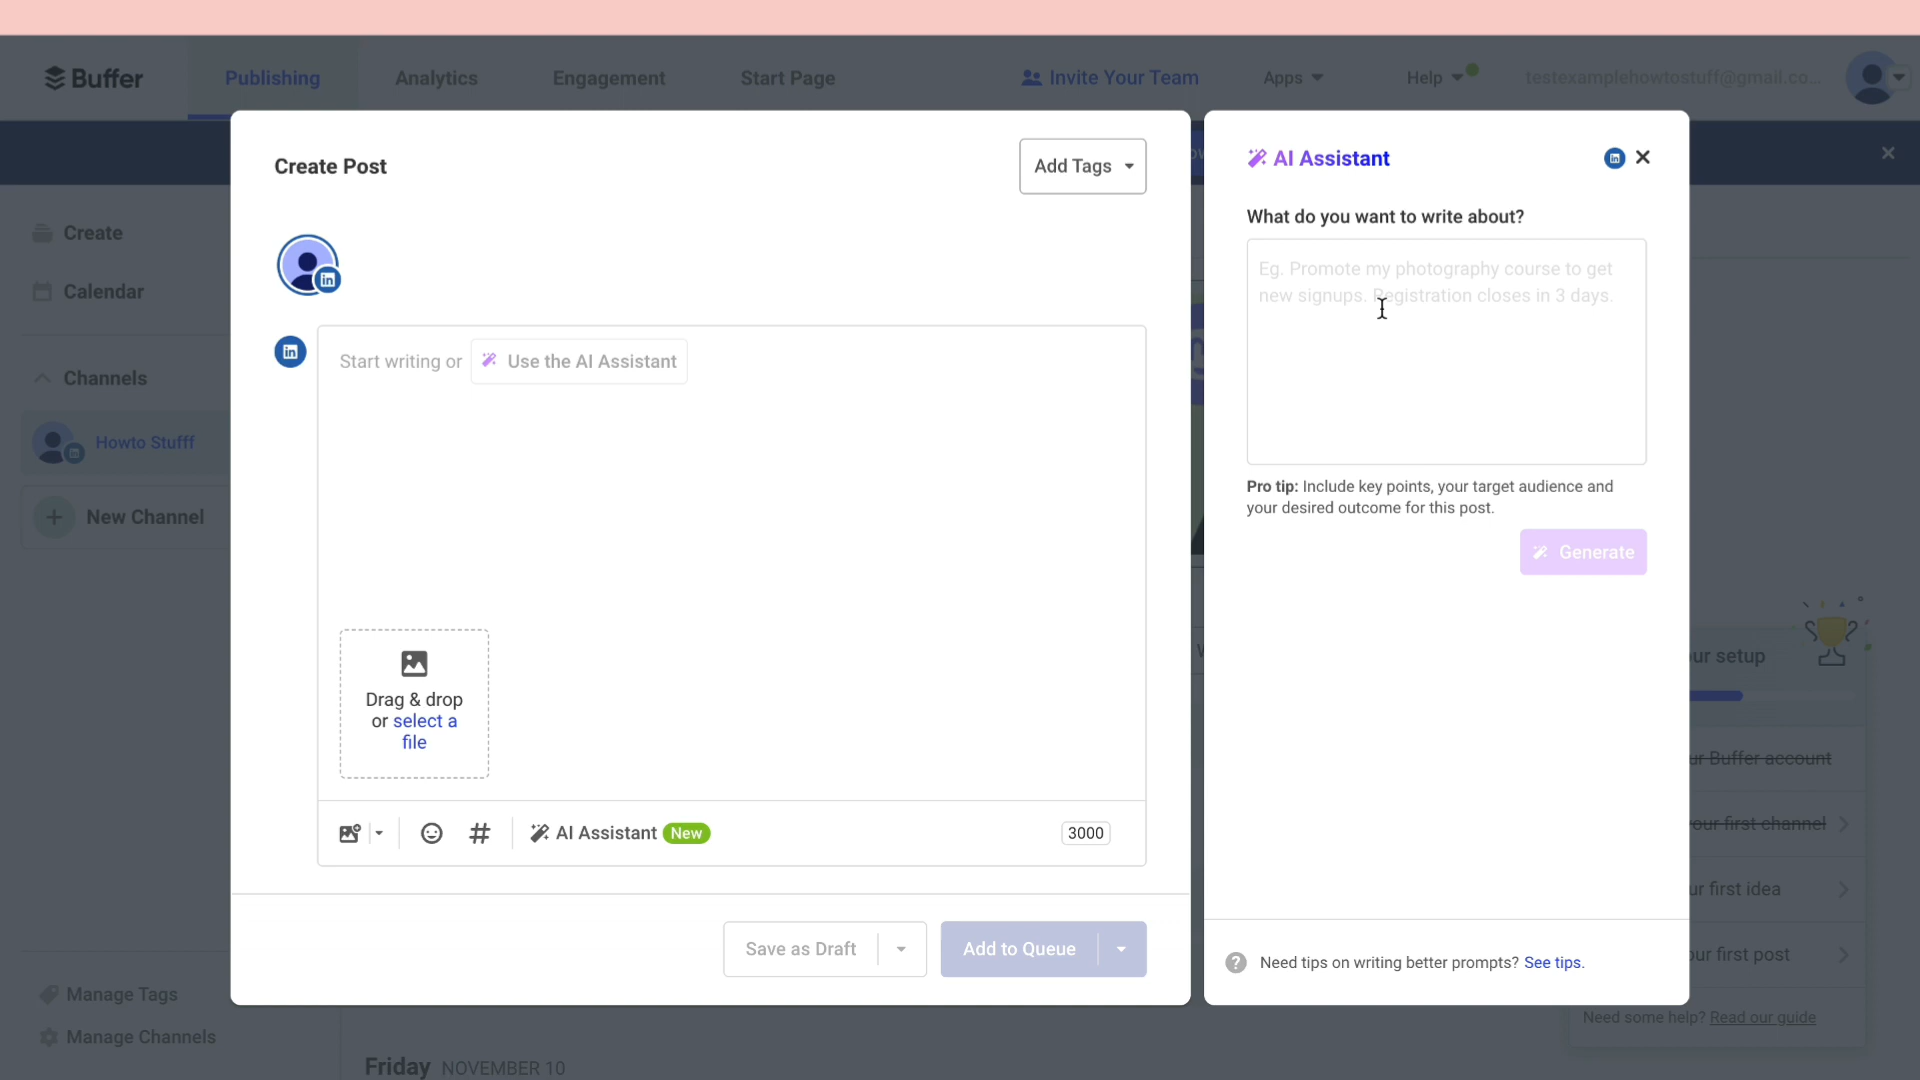 Buffer
Publishing
Analytics
Engagement
Start Page
Invite Your Team
Apps
Help
testexamplehowtostuff@gmail.co...
Create
Calendar
Channels
Howto Stufff
New Channel
Manage Tags
Manage Channels
Create Post
Add Tags
Start writing or Use the AI Assistant
Drag & drop
or select a
file
AI Assistant New
3000
Save as Draft
Add to Queue
AI Assistant
What do you want to write about?
Eg. Promote my photography course to get
new signups. Registration closes in 3 days.
Pro tip: Include key points, your target audience and
your desired outcome for this post.
Generate
Need tips on writing better prompts? See tips.
setup
Buffer account
first channel
first idea
first post
Need some help? Read our guide
Friday NOVEMBER 10